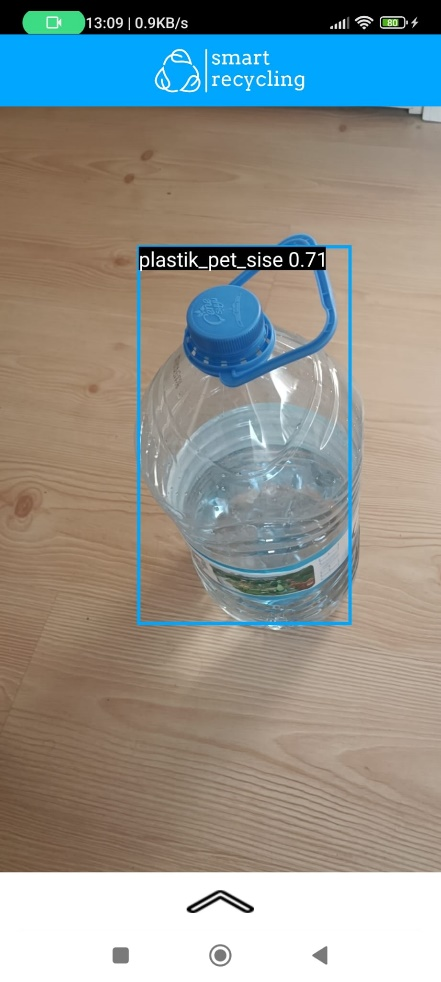 13:09 | 0.9KB/s
80
smart
recycling
plastik_pet_sise 0.71